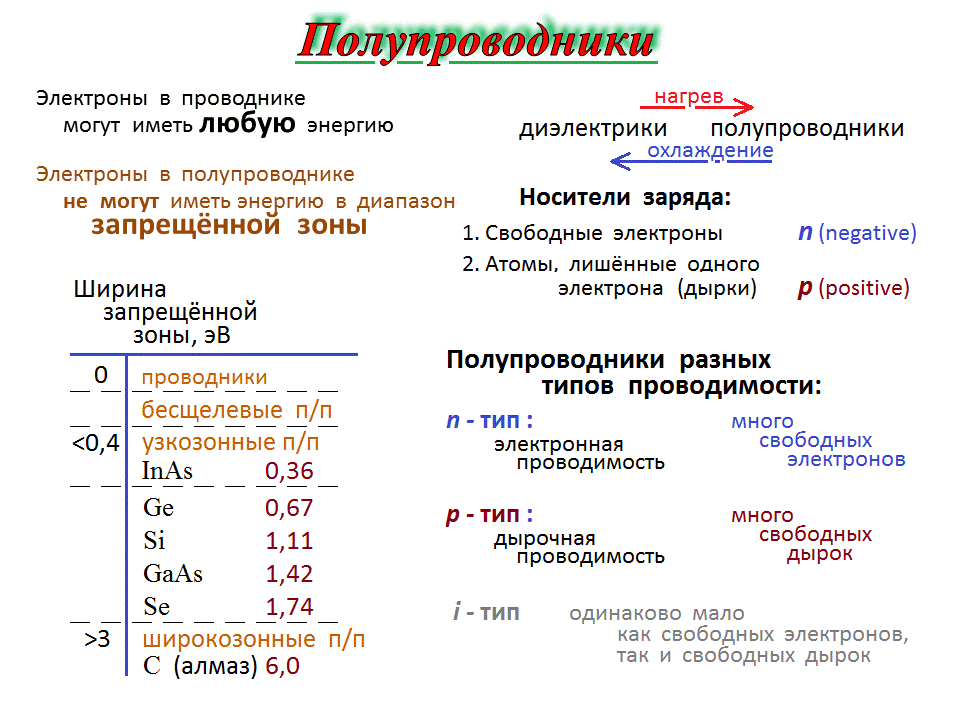 Полупроводники
Электроны в проводнике
могут иметь любую энергию
Электроны в полупроводнике
не могут иметь энергию в диапазон
запрещённой зоны
Ширина
запрещённой
зоны, эВ
0 проводники
бесщелевые п/п
<0,4 узкозонные п/п
InAs 0,36
Ge 0,67
Si 1,11
GaAs 1,42
Se 1,74
>3 широкозонные п/п
C (алмаз) 6,0
нагрев
диэлектрики полупроводники
охлаждение
Носители заряда:
1. Свободные электроны n (negative)
2. Атомы, лишённые одного
электрона (дырки) p (positive)
Полупроводники разных
типов проводимости:
n - тип : много
электронная свободных
проводимость электронов
p - тип : много
дырочная свободных
проводимость дырок
i - тип одинаково мало
как свободных электронов,
так и свободных дырок